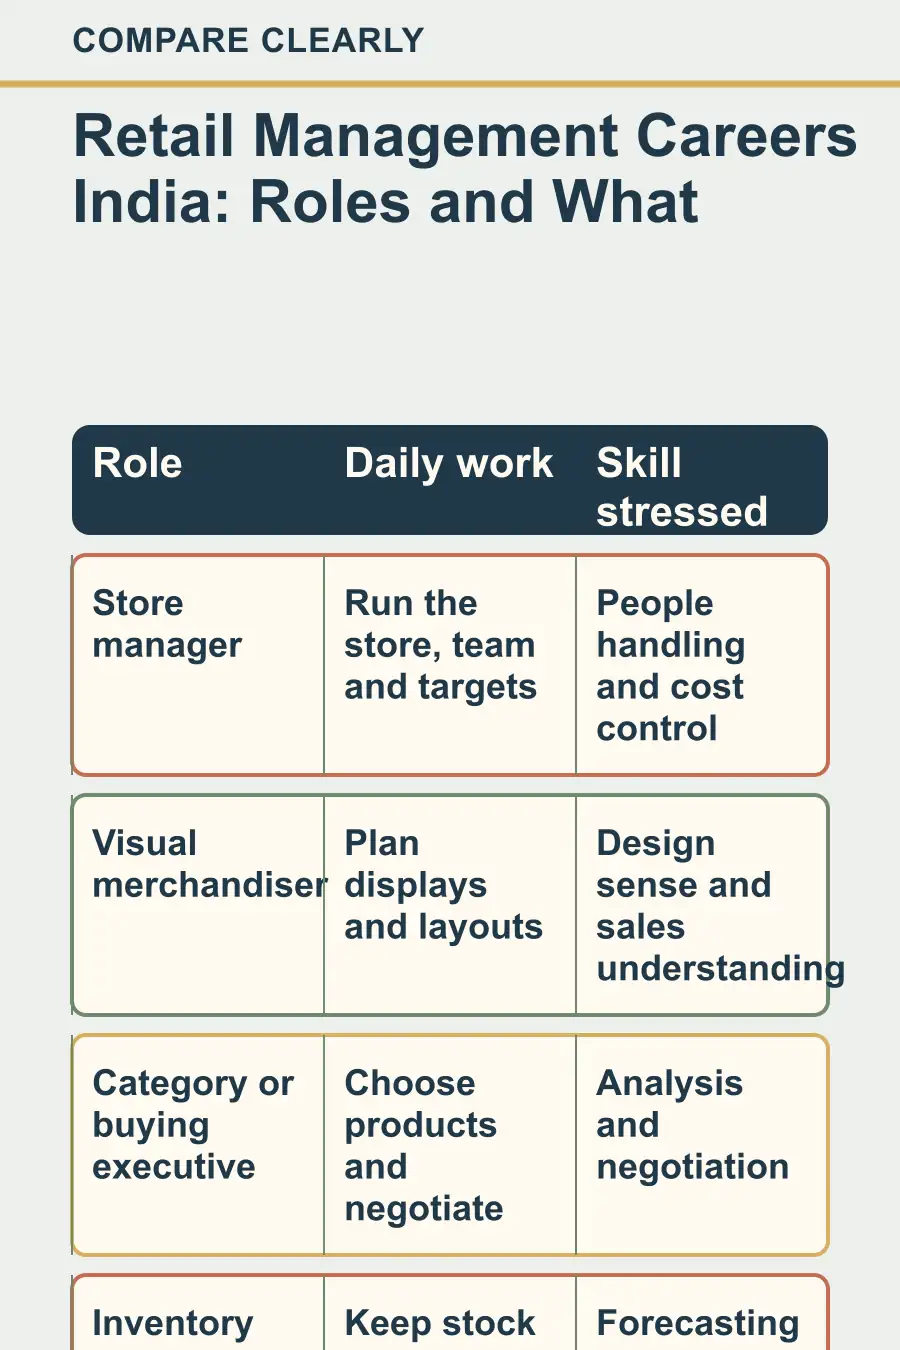 COMPARE CLEARLY
Retail Management Careers
India: Roles and What
Role
Daily work
Skill
stressed
Store
manager
Run the
store, team
and targets
People
handling
and cost
control
Visual
merchandiser
Plan
displays
and layouts
Design
sense and
sales
understanding
Category or
buying
executive
Choose
products
and
negotiate
Analysis
and
negotiation
Inventory
Keep stock
Forecasting